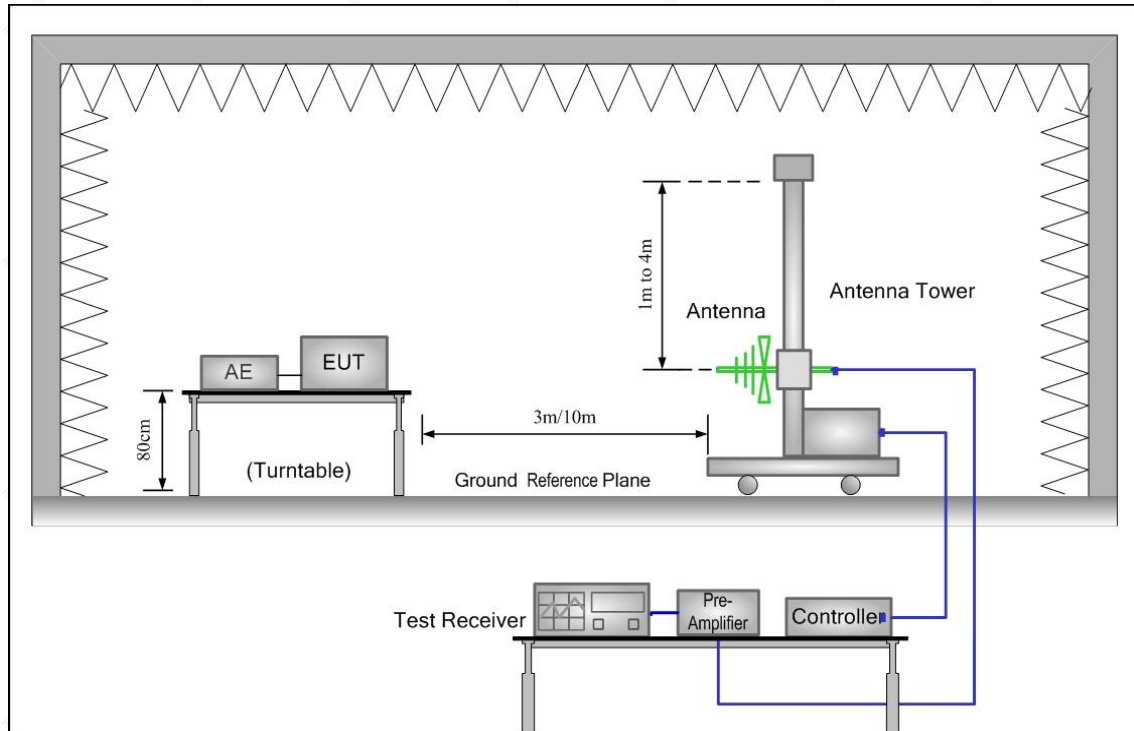 1m to 4m
Antenna Tower
Antenna
EUT
AE
80cm
3m/10m
(Turntable)
Ground Reference Plane
Test Receiver
Pre-
Amplifier
Controller